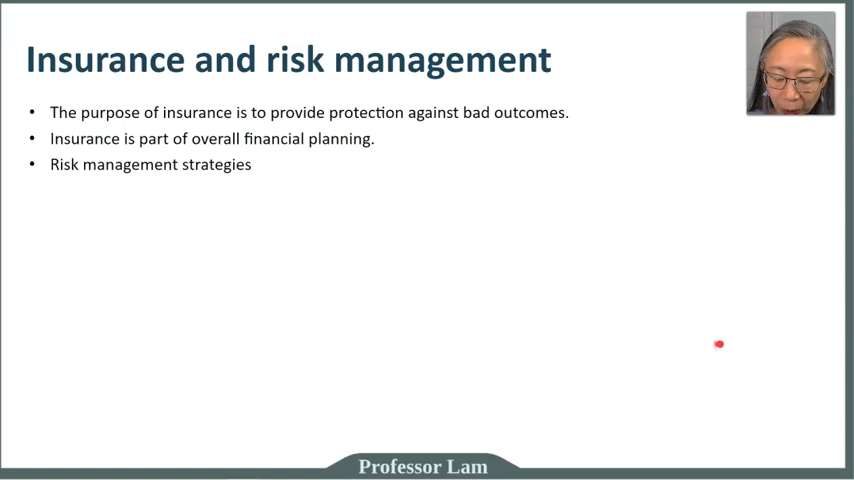 Insurance and risk management
• The purpose of insurance is to provide protection against bad outcomes.
• Insurance is part of overall financial planning.
• Risk management strategies
Professor Lam